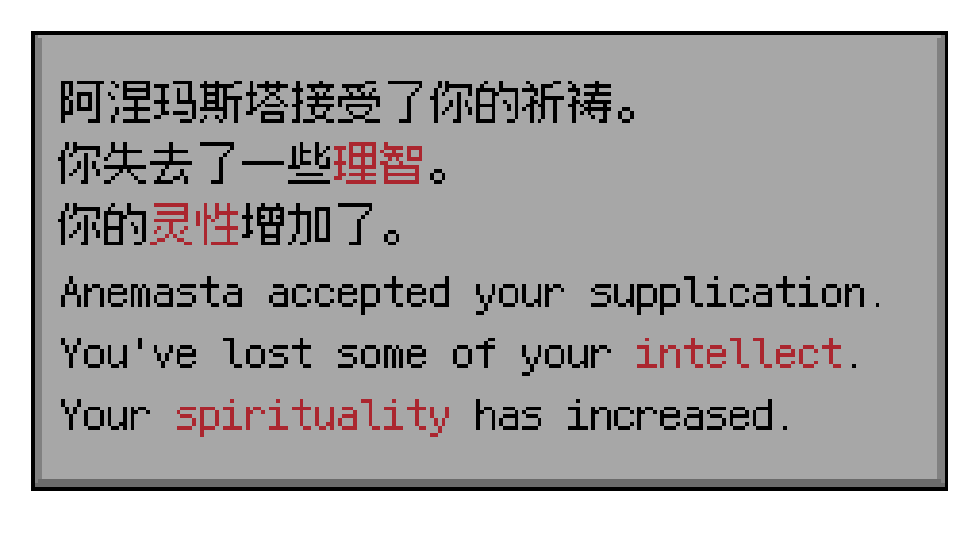 阿涅玛斯塔接受了你的祈祷。
你失去了一些理智。
你的灵性增加了。
Anemasta accepted your supplication.
You've lost some of your intellect.
Your spirituality has increased.